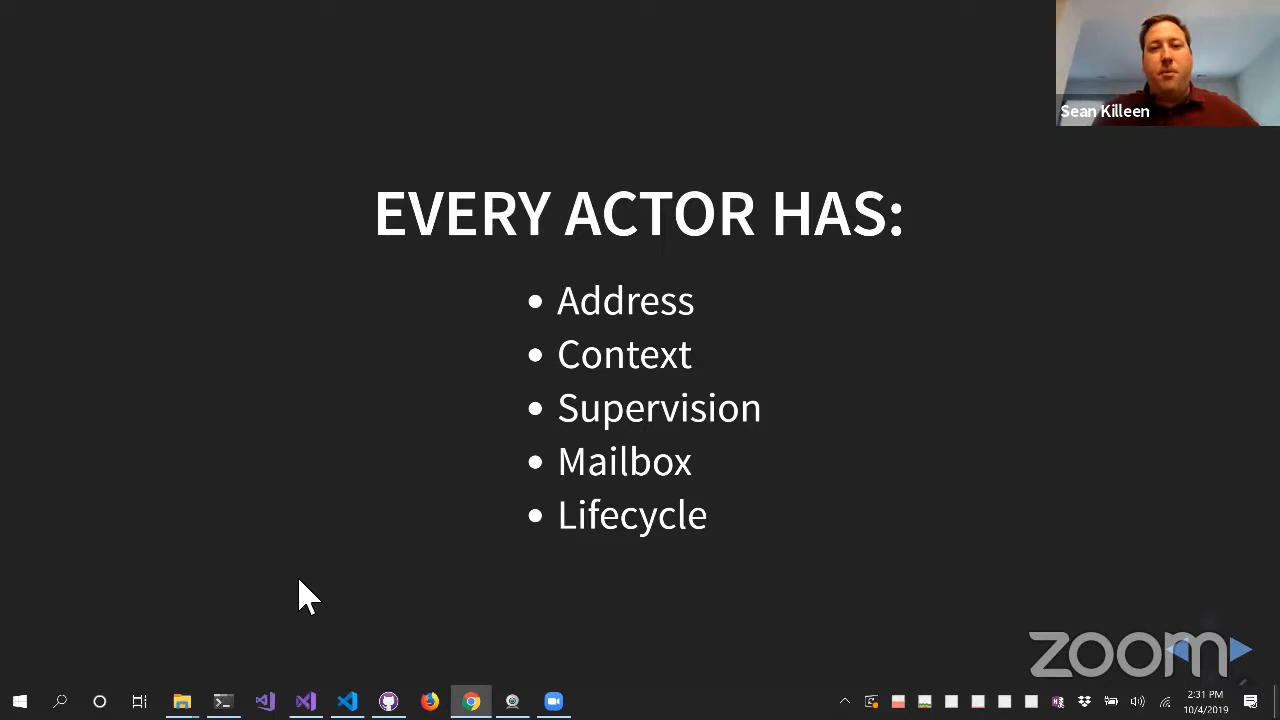 Sean Killeen
EVERY ACTOR HAS:
• Address
• Context
• Supervision
• Mailbox
• Lifecycle
zoom
2:31 PM
10/4/2019